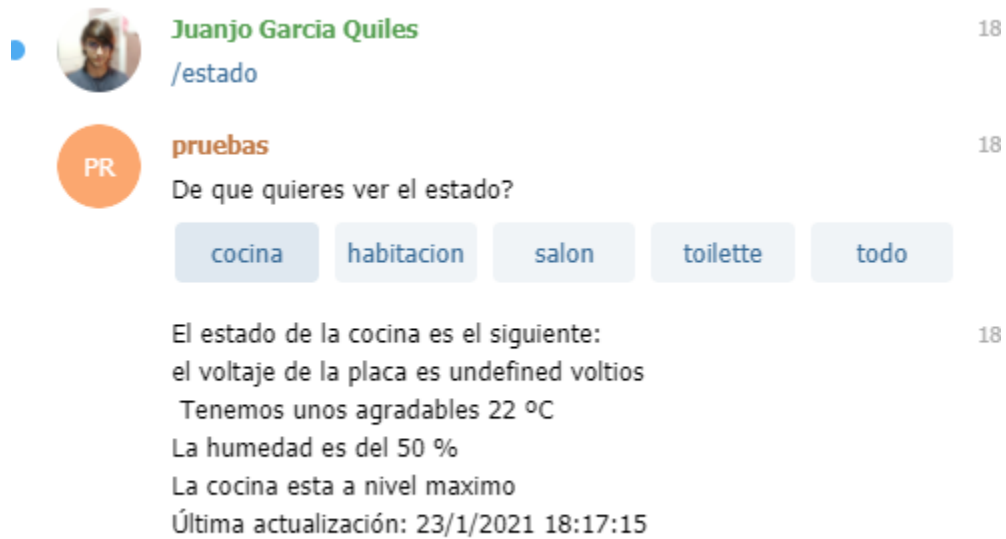 Juanjo Garcia Quiles 18
/estado
PR
pruebas 18
De que quieres ver el estado?
cocina habitacion salon toilette todo
El estado de la cocina es el siguiente: 18
el voltaje de la placa es undefined voltios
Tenemos unos agradables 22 ºC
La humedad es del 50 %
La cocina esta a nivel maximo
Última actualización: 23/1/2021 18:17:15